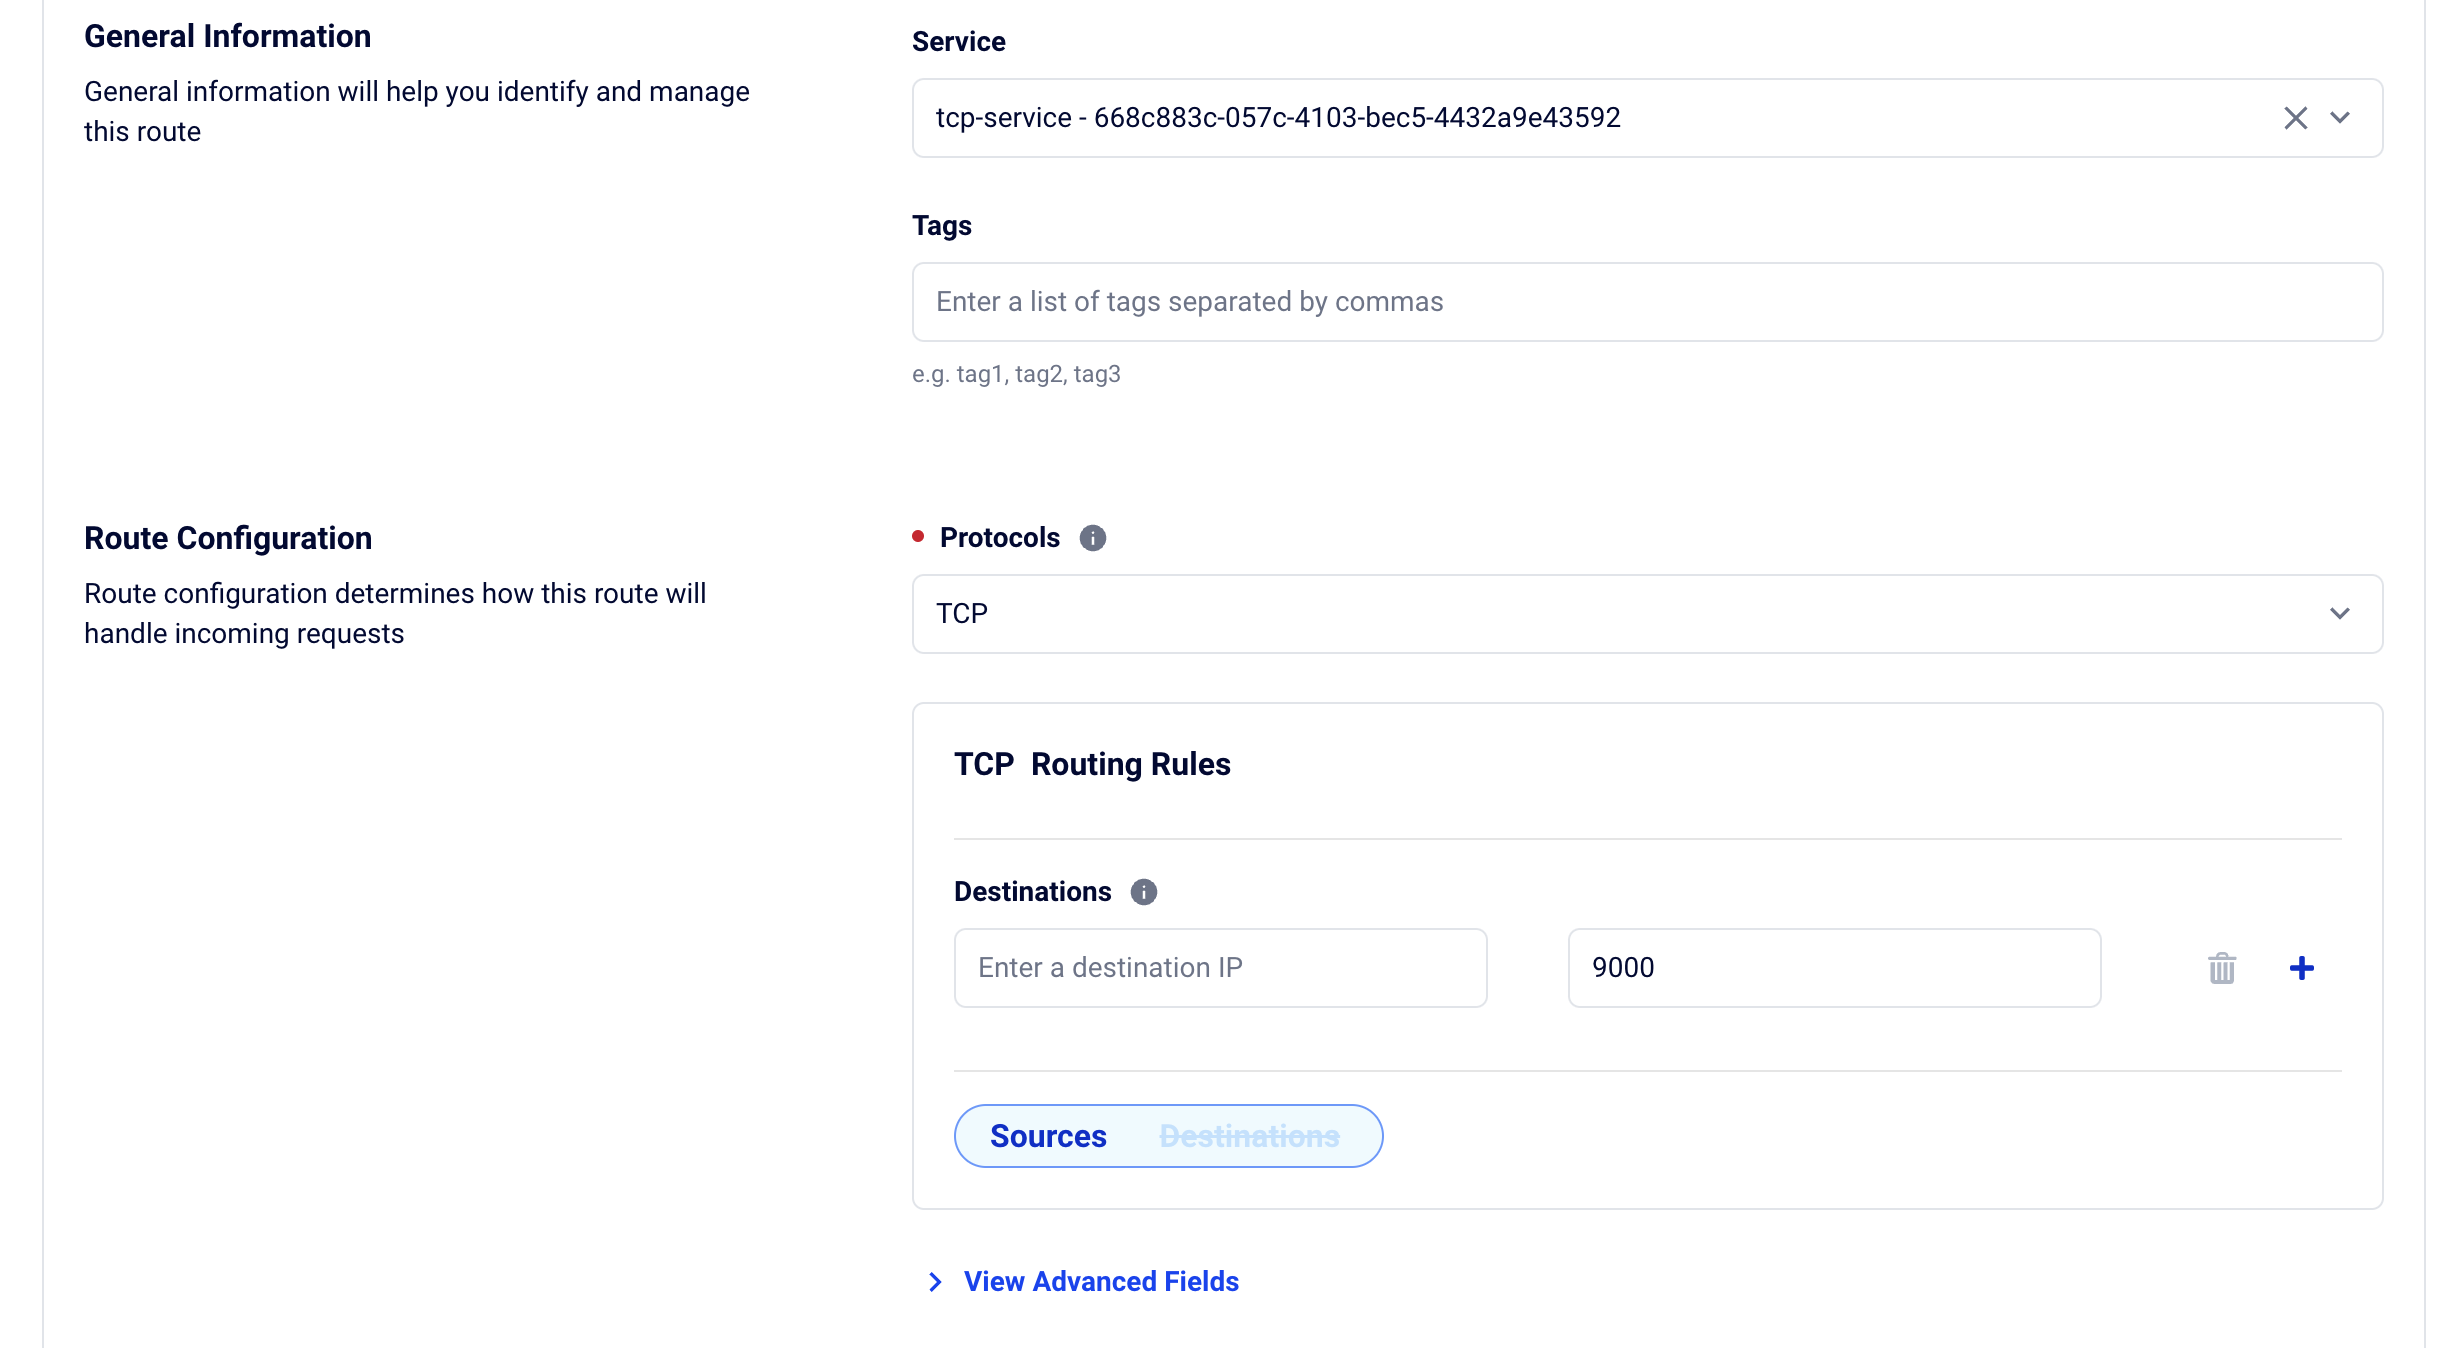 General Information
General information will help you identify and manage
this route
Service
tcp-service - 668c883c-057c-4103-bec5-4432a9e43592
Tags
Enter a list of tags separated by commas
e.g. tag1, tag2, tag3
Route Configuration
Route configuration determines how this route will
handle incoming requests
Protocols
TCP
TCP Routing Rules
Destinations
Enter a destination IP
9000
Sources Destinations
View Advanced Fields